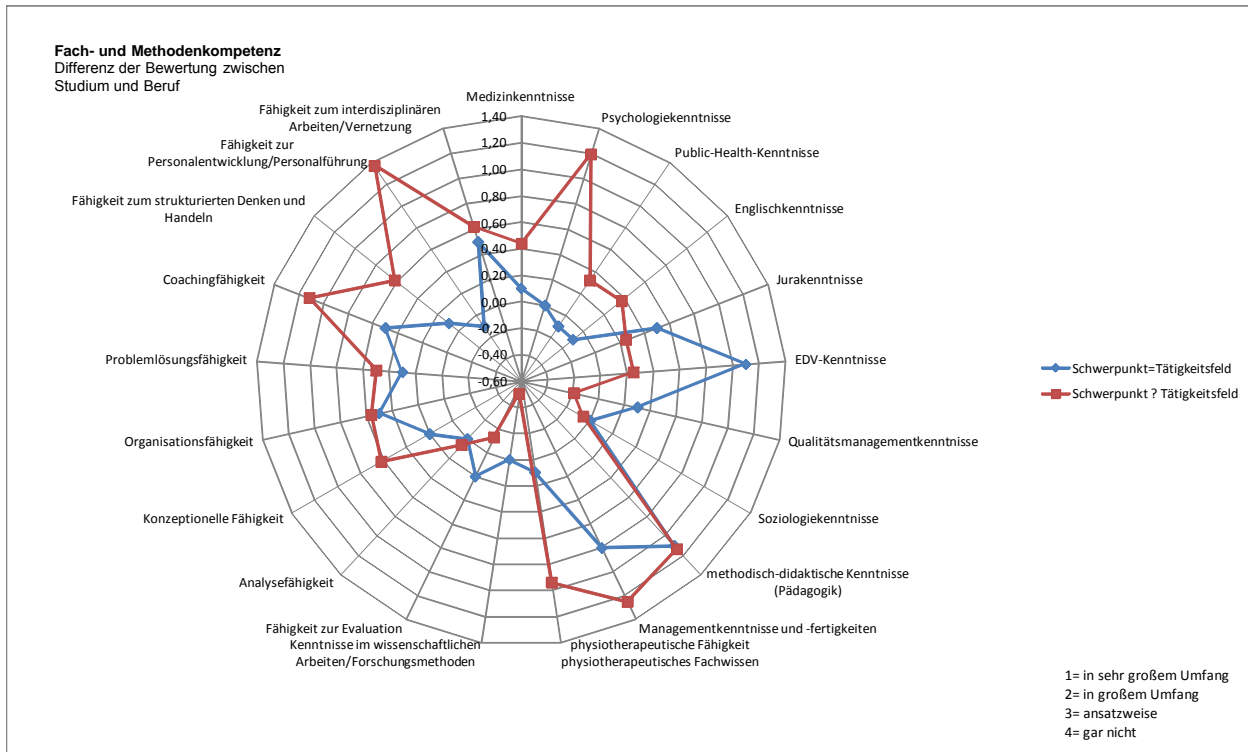 Fach- und Methodenkompetenz
Differenz der Bewertung zwischen
Studium und Beruf
Medizinkenntnisse
Psychologiekenntnisse
Public-Health-Kenntnisse
Englischkenntnisse
Jurakenntnisse
EDV-Kenntnisse
Qualitätsmanagementkenntnisse
Soziologiekenntnisse
methodisch-didaktische Kenntnisse
(Pädagogik)
Managementkenntnisse und -fertigkeiten
physiotherapeutische Fähigkeit
physiotherapeutisches Fachwissen
Kenntnisse im wissenschaftlichen
Arbeiten/Forschungsmethoden
Fähigkeit zur Evaluation
Analysefähigkeit
Konzeptionelle Fähigkeit
Organisationsfähigkeit
Problemlösungsfähigkeit
Coachingfähigkeit
Fähigkeit zum strukturierten Denken und
Handeln
Fähigkeit zur
Personalentwicklung/Personalführung
Fähigkeit zum interdisziplinären
Arbeiten/Vernetzung
1,40
1,20
1,00
0,80
0,60
0,40
0,20
0,00
-0,20
-0,40
-0,60
Schwerpunkt=Tätigkeitsfeld
Schwerpunkt ? Tätigkeitsfeld
1= in sehr großem Umfang
2= in großem Umfang
3= ansatzweise
4= gar nicht